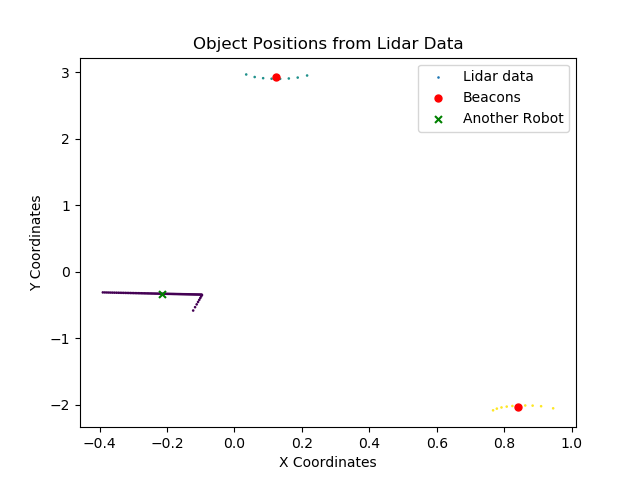 Object Positions from Lidar Data
Lidar data
Beacons
Another Robot
Y Coordinates
3
2
1
0
−1
−2
−0.4 −0.2 0.0 0.2 0.4 0.6 0.8 1.0
X Coordinates